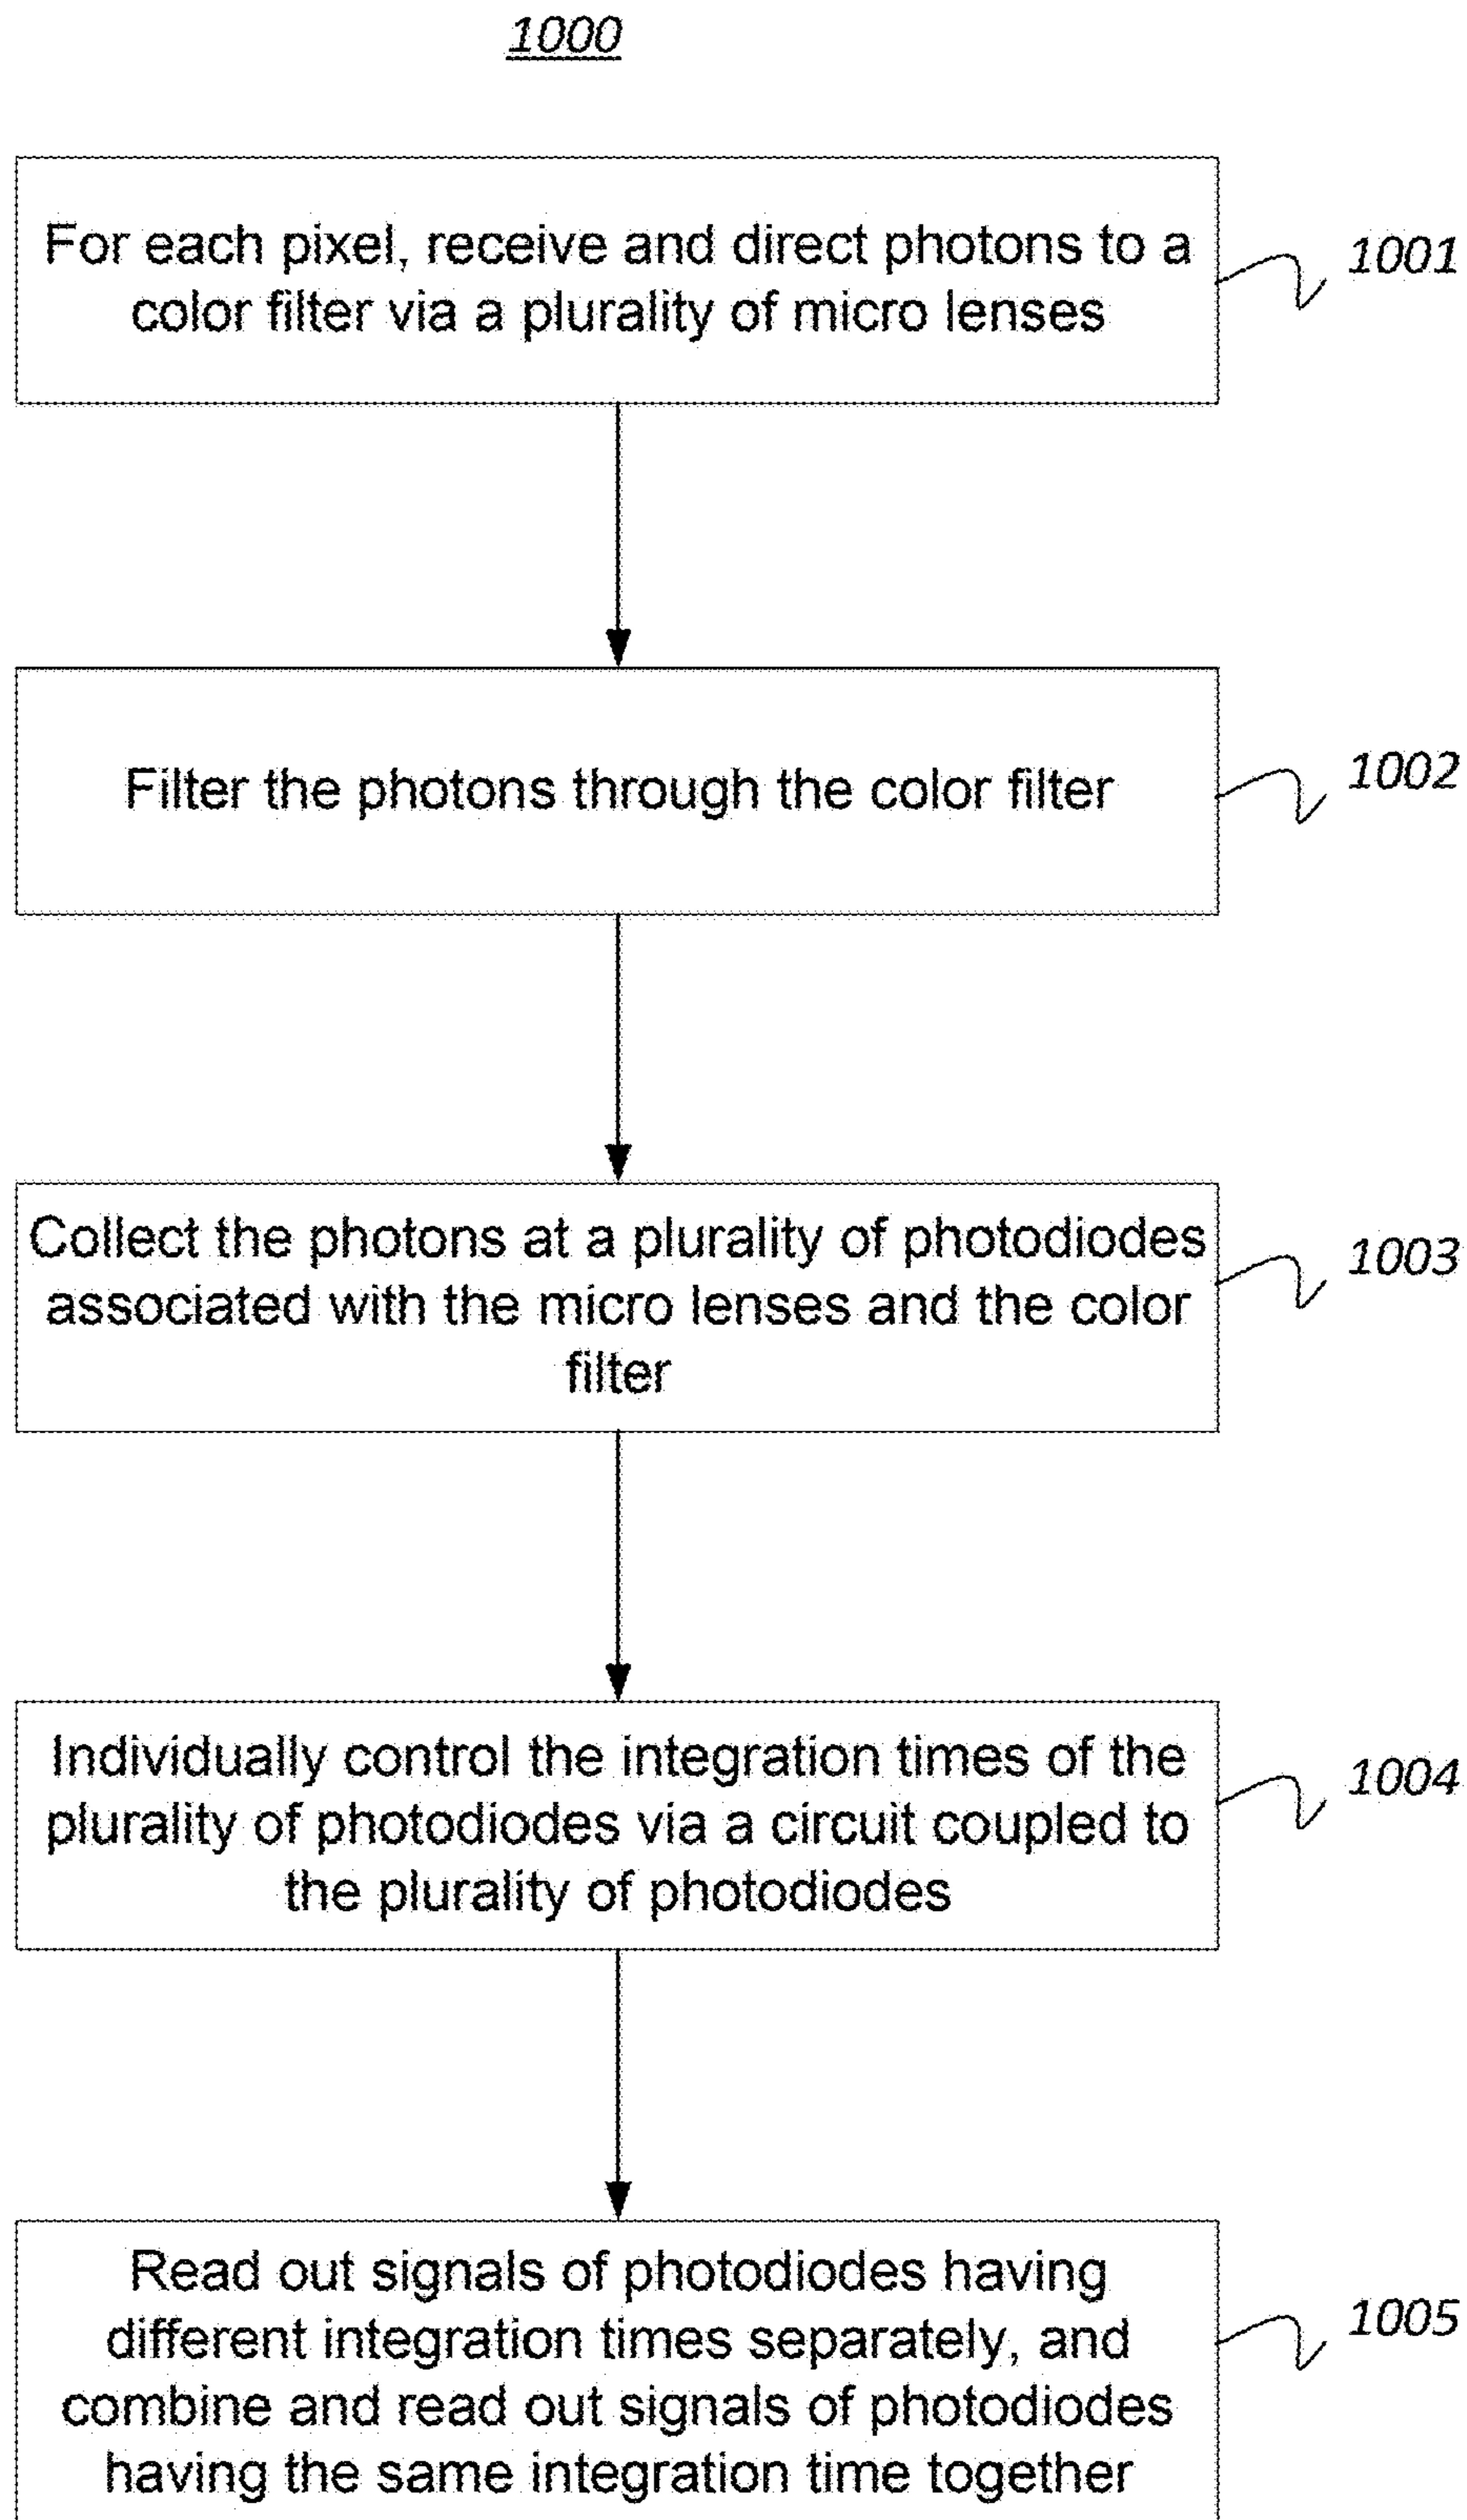 1000
For each pixel, receive and direct photons to a
color filter via a plurality of micro lenses
1001
Filter the photons through the color filter
1002
Collect the photons at a plurality of photodiodes
associated with the micro lenses and the color
filter
1003
Individually control the integration times of the
plurality of photodiodes via a circuit coupled to
the plurality of photodiodes
1004
Read out signals of photodiodes having
different integration times separately, and
combine and read out signals of photodiodes
having the same integration time together
1005